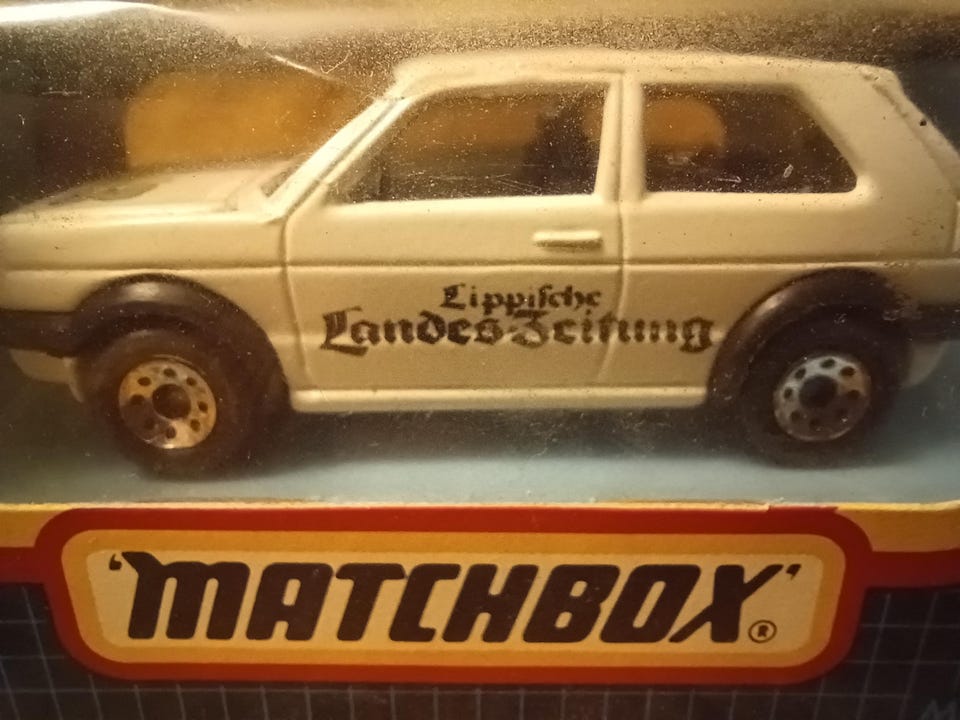 Lippische
Landes-Zeitung
'MATCHBOX'®